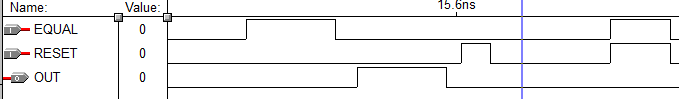 Name: Value: 15.6ns
I EQUAL 0
I RESET 0
O OUT 0